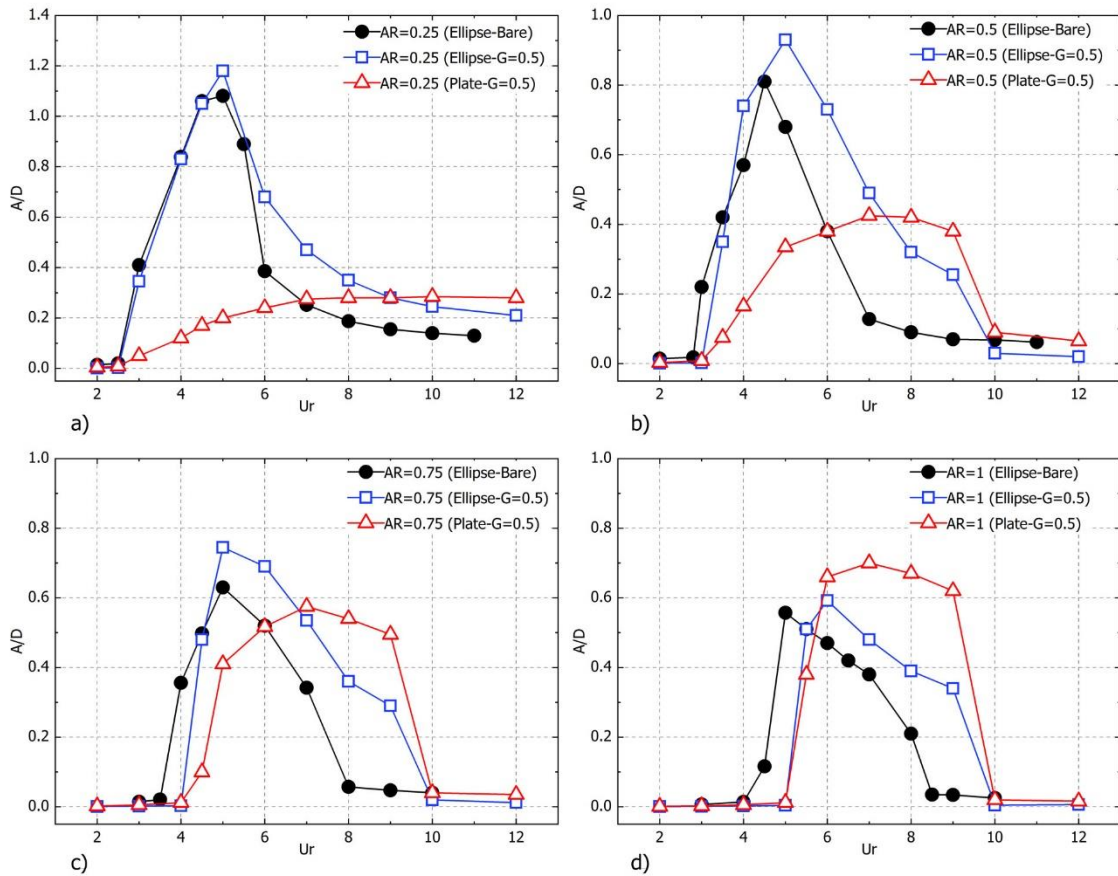 1.4
1.2
1.0
0.8
0.6
0.4
0.2
0.0
A/D
AR=0.25 (Ellipse-Bare)
AR=0.25 (Ellipse-G=0.5)
AR=0.25 (Plate-G=0.5)
2 4 6 8 10 12
Ur
a)
1.0
0.8
0.6
0.4
0.2
0.0
A/D
AR=0.5 (Ellipse-Bare)
AR=0.5 (Ellipse-G=0.5)
AR=0.5 (Plate-G=0.5)
2 4 6 8 10 12
Ur
b)
1.0
0.8
0.6
0.4
0.2
0.0
A/D
AR=0.75 (Ellipse-Bare)
AR=0.75 (Ellipse-G=0.5)
AR=0.75 (Plate-G=0.5)
2 4 6 8 10 12
Ur
c)
1.0
0.8
0.6
0.4
0.2
0.0
A/D
AR=1 (Ellipse-Bare)
AR=1 (Ellipse-G=0.5)
AR=1 (Plate-G=0.5)
2 4 6 8 10 12
Ur
d)